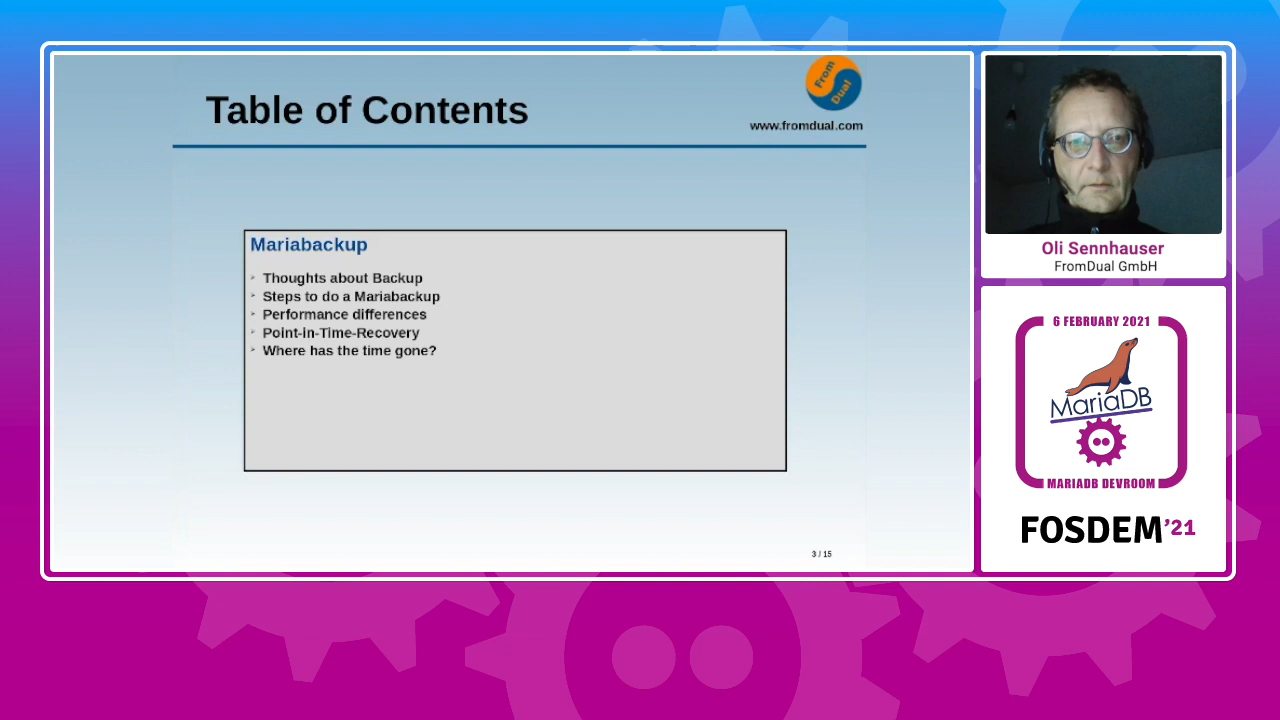 Table of Contents
From
Dual
www.fromdual.com
Mariabackup
Thoughts about Backup
Steps to do a Mariabackup
Performance differences
Point-in-Time-Recovery
Where has the time gone?
3 / 15
Oli Sennhauser
FromDual GmbH
6 FEBRUARY 2021
MariaDB
MARIADB DEVROOM
FOSDEM'21